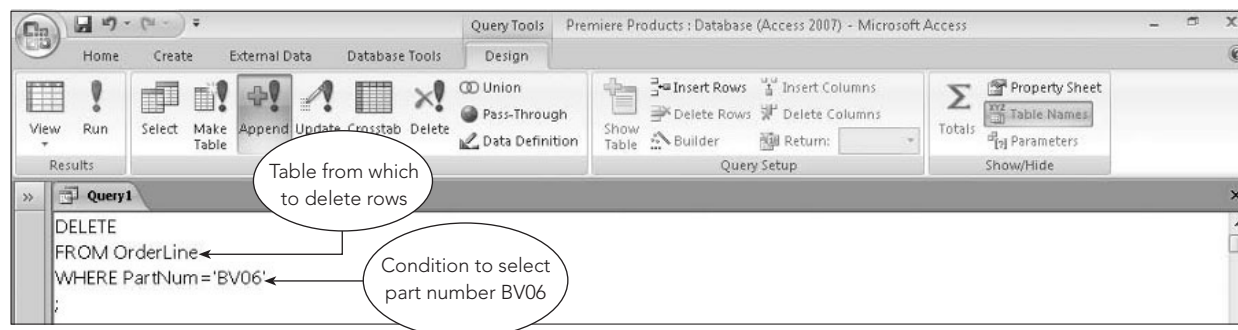 Query Tools Premiere Products : Database (Access 2007) - Microsoft Access
Home Create External Data Database Tools Design
View
Run
Select
Make Table
Append
Update
Crosstab
Delete
Union
Pass-Through
Data Definition
Show Table
Insert Rows
Delete Rows
Builder
Insert Columns
Delete Columns
Return:
Totals
Property Sheet
Table Names
Parameters
Results
Query Setup
Show/Hide
Table from which
to delete rows
Query1
DELETE
FROM OrderLine
WHERE PartNum='BV06'
;
Condition to select
part number BV06